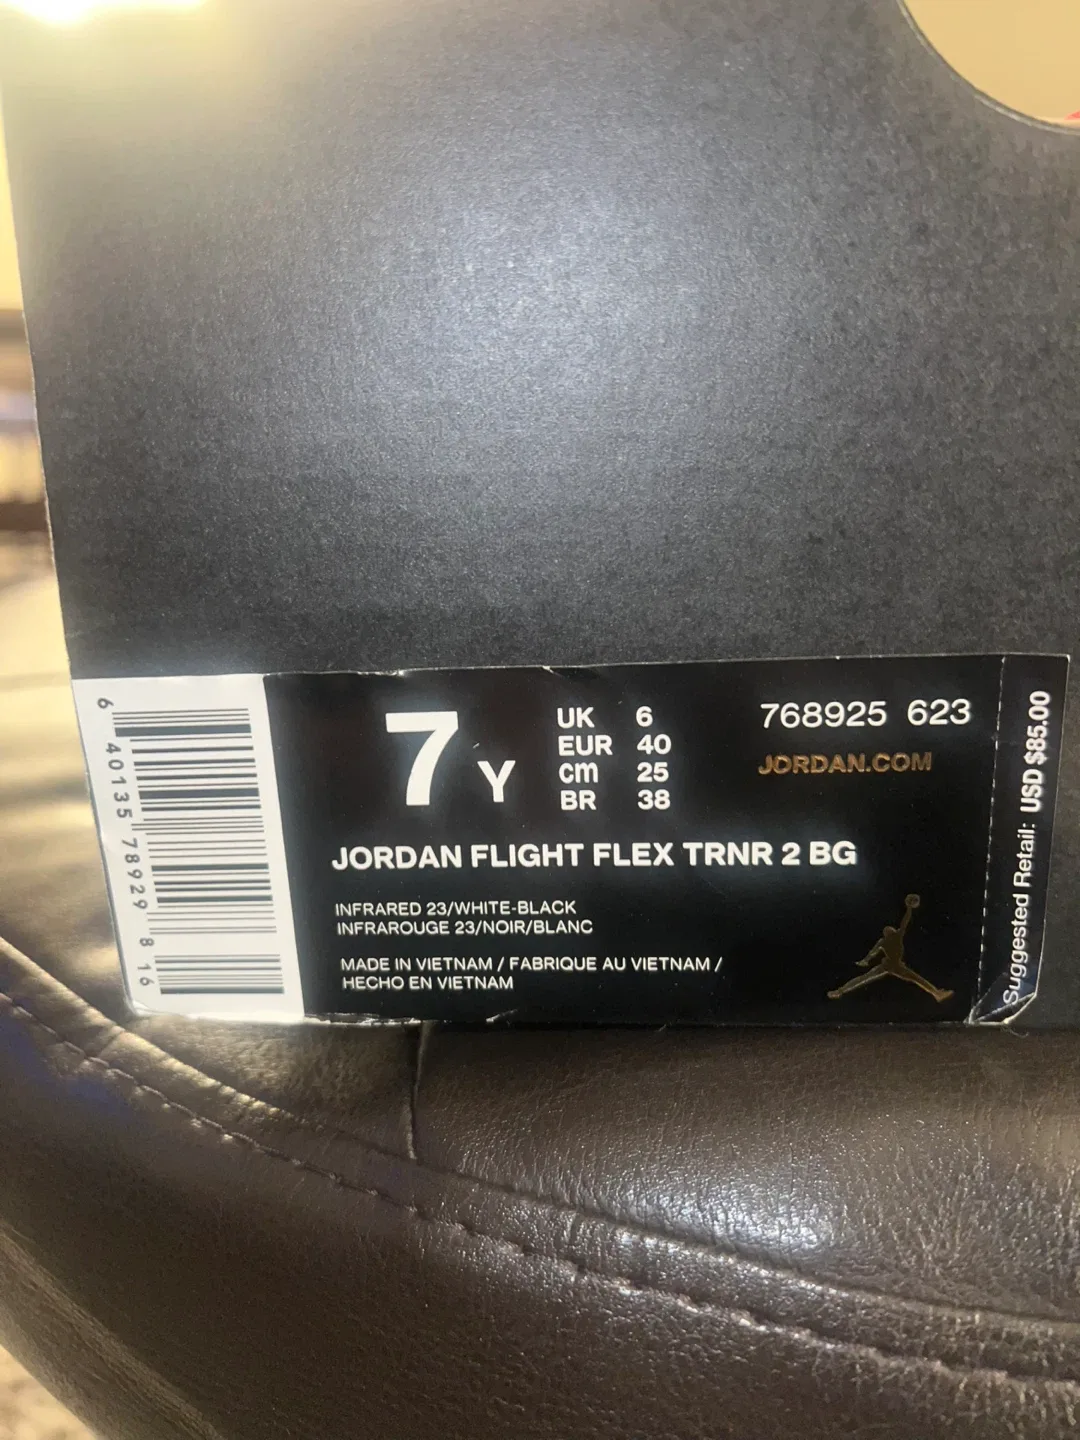 6 40135 78929 8 16
7 Y
UK 6
EUR 40
cm 25
BR 38
768925 623
JORDAN.COM
JORDAN FLIGHT FLEX TRNR 2 BG
INFRARED 23/WHITE-BLACK
INFRAROUGE 23/NOIR/BLANC
MADE IN VIETNAM / FABRIQUE AU VIETNAM /
HECHO EN VIETNAM
Suggested Retail: USD $85.00